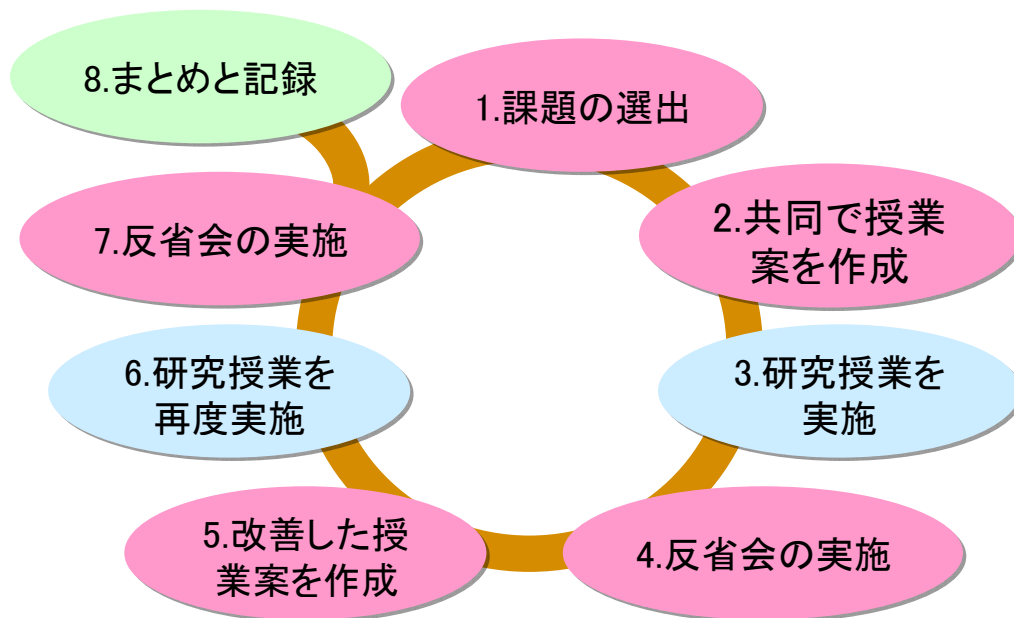 1.課題の選出
2.共同で授業
案を作成
3.研究授業を
実施
4.反省会の実施
5.改善した授
業案を作成
6.研究授業を
再度実施
7.反省会の実施
8.まとめと記録